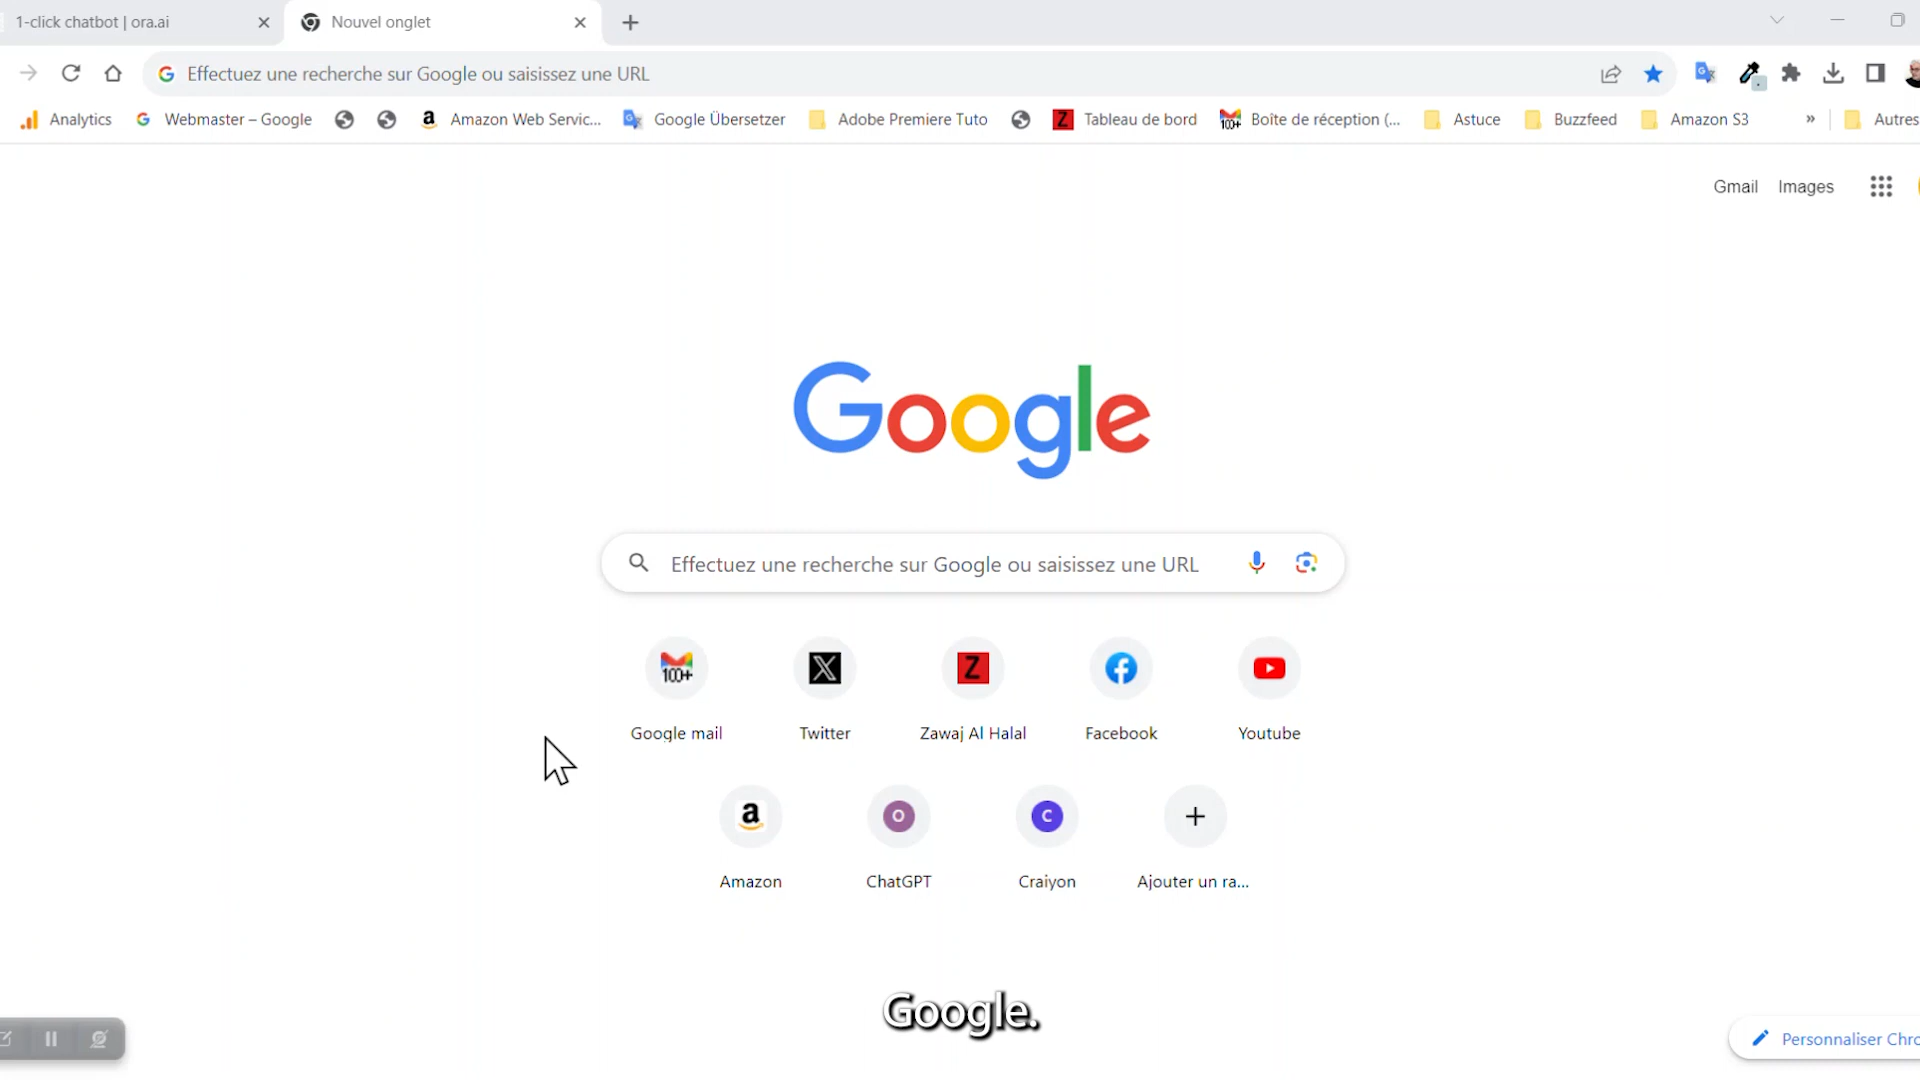 1-click chatbot | ora.ai
Nouvel onglet
Effectuez une recherche sur Google ou saisissez une URL
Analytics
Webmaster – Google
Amazon Web Servic...
Google Übersetzer
Adobe Premiere Tuto
Tableau de bord
Boîte de réception (...
Astuce
Buzzfeed
Amazon S3
»
Autres
Gmail
Images
Google
Effectuez une recherche sur Google ou saisissez une URL
100+
Google mail
Twitter
Z
Zawaj Al Halal
Facebook
Youtube
a
Amazon
O
ChatGPT
C
Craiyon
Ajouter un ra...
Google.
Personnaliser Chro